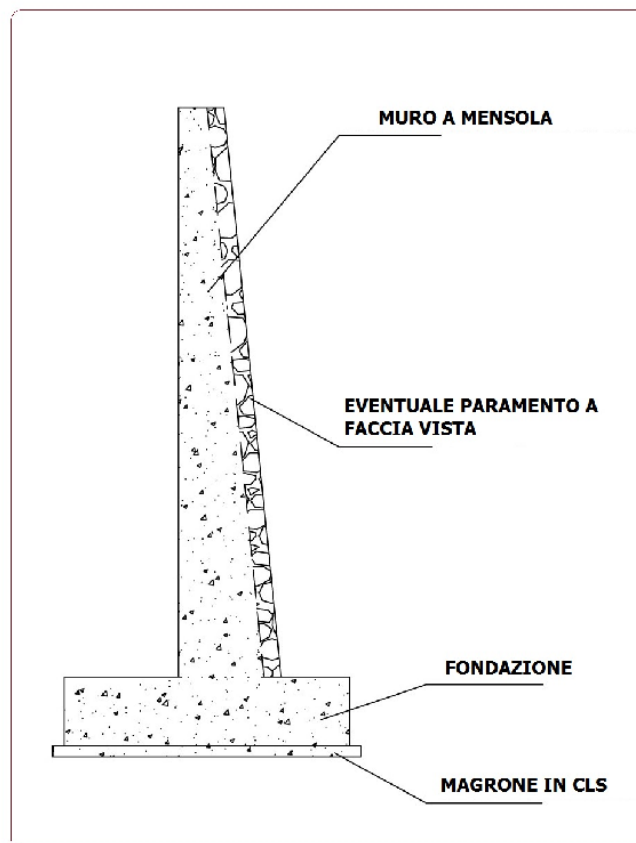 MURO A MENSOLA
EVENTUALE PARAMENTO A
FACCIA VISTA
FONDAZIONE
MAGRONE IN CLS